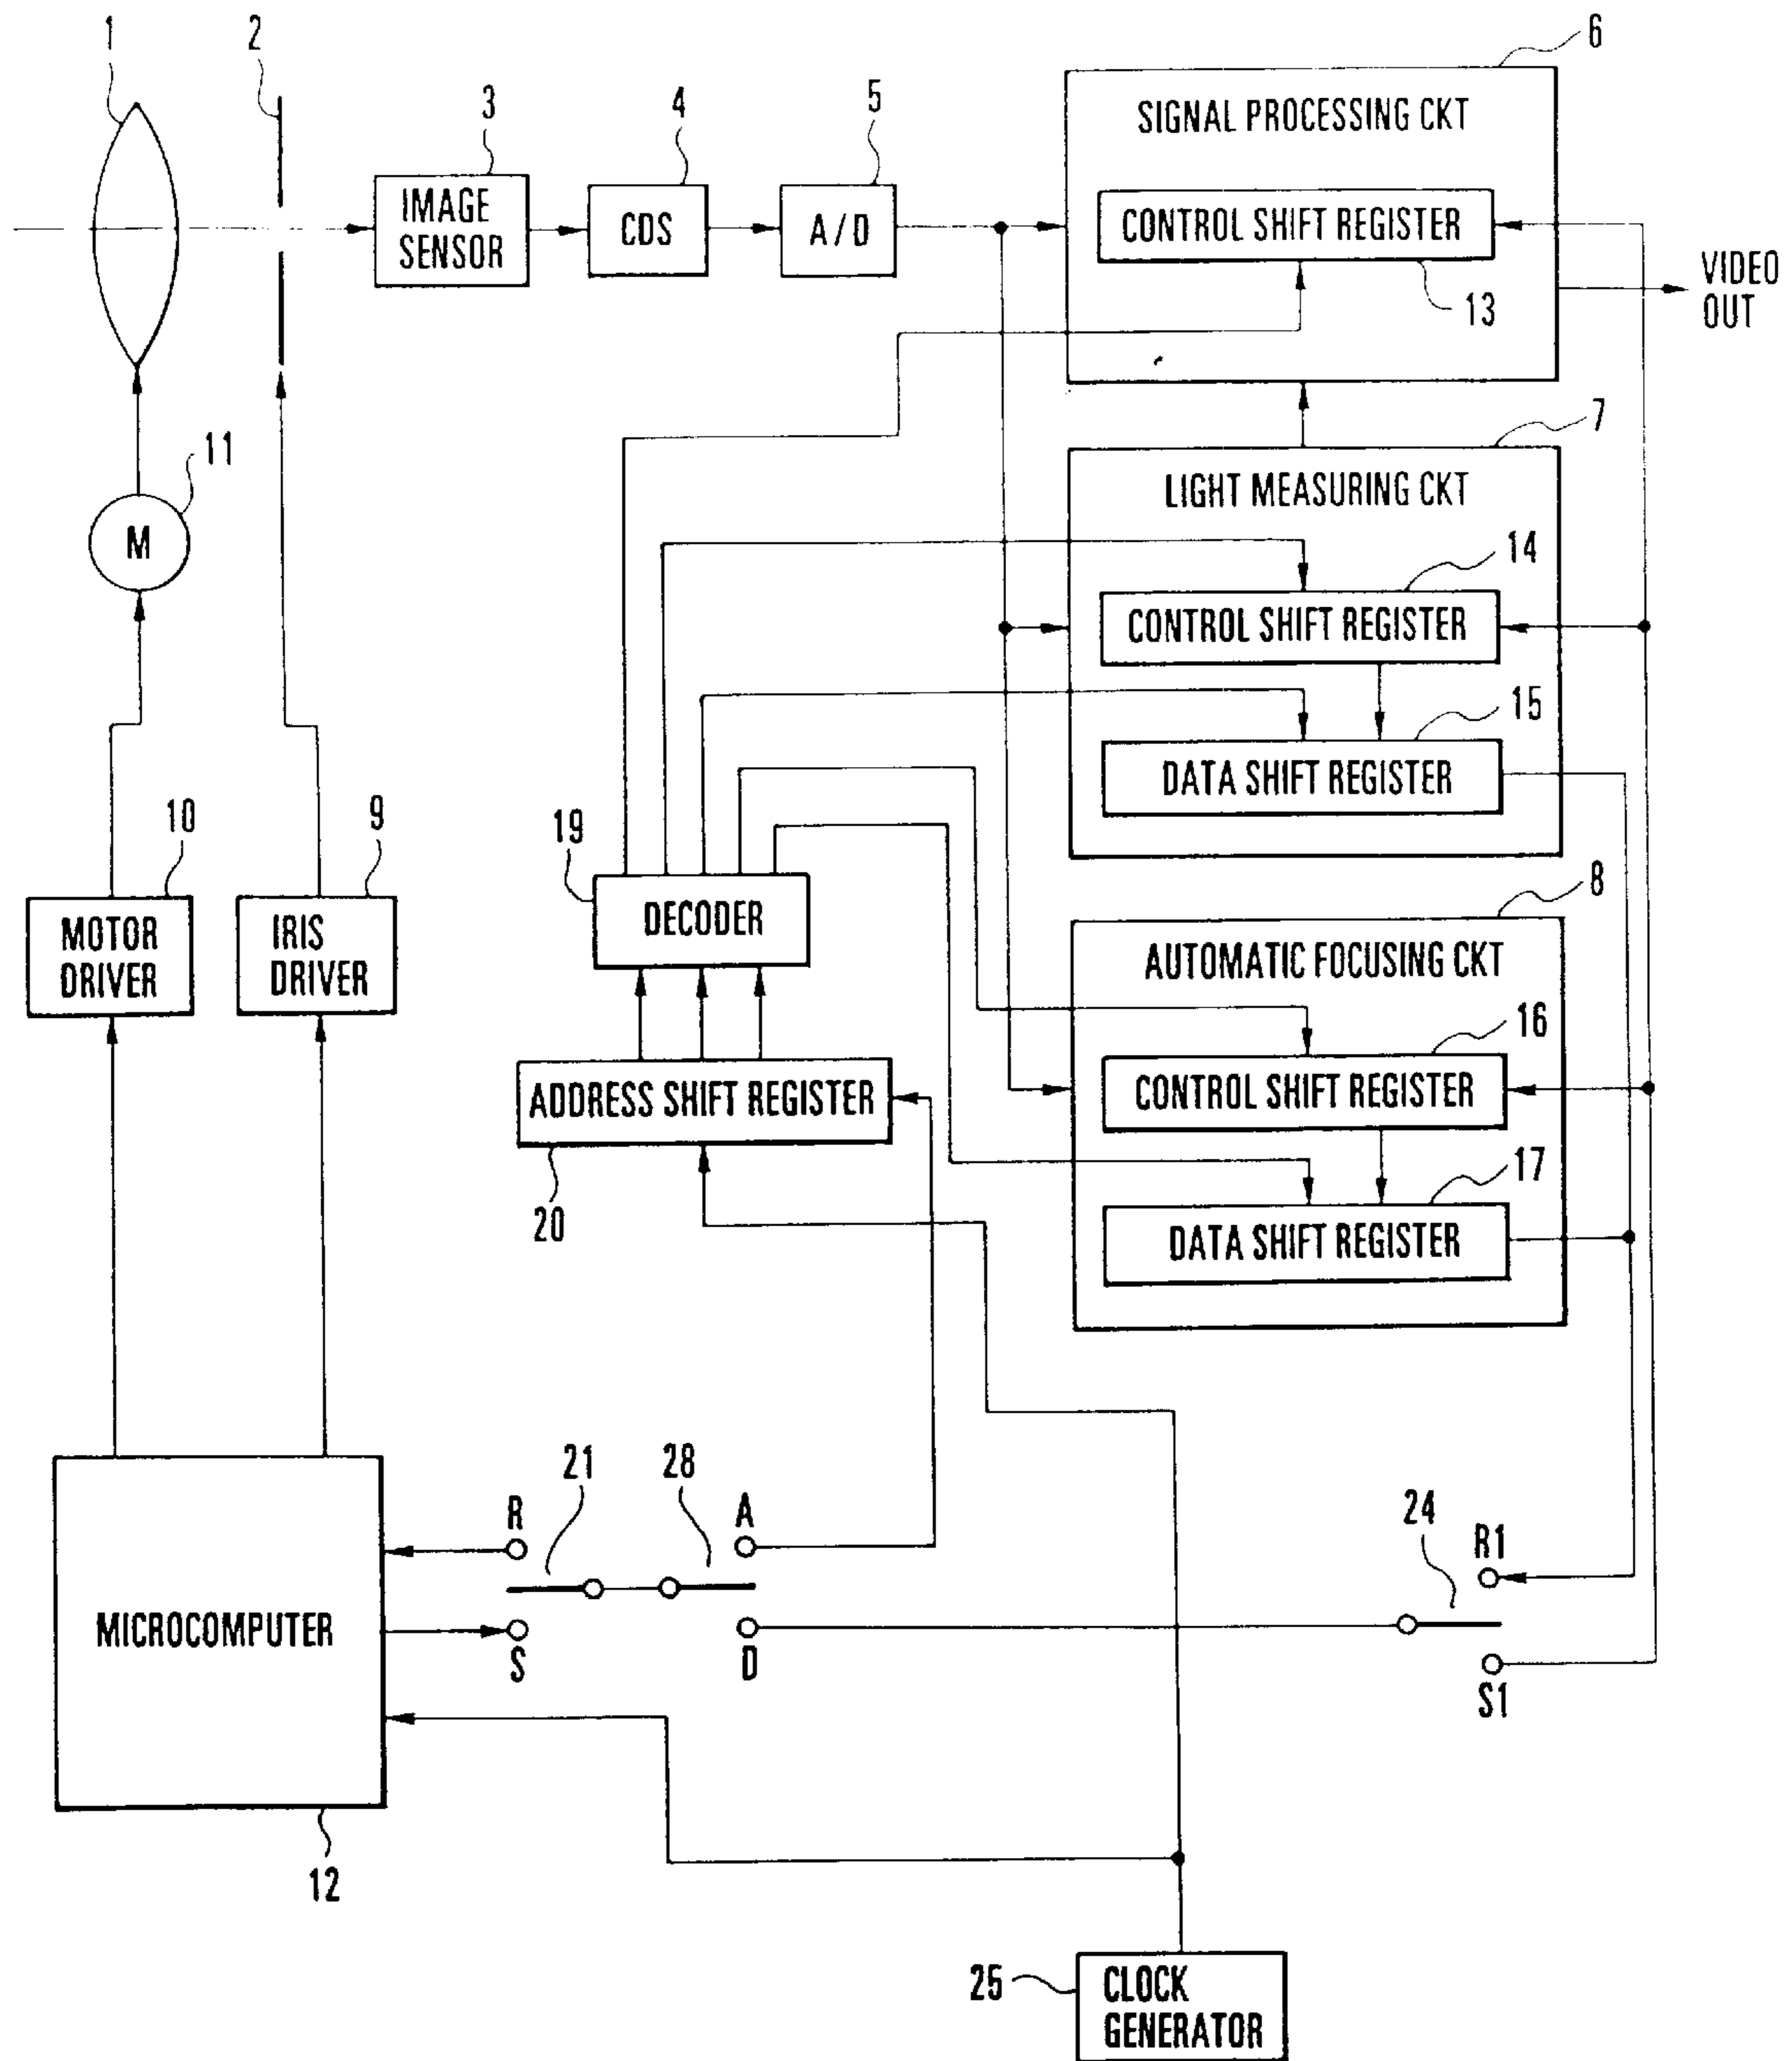 1
2
3
4
5
6
IMAGE
SENSOR
CDS
A/D
SIGNAL PROCESSING CKT
CONTROL SHIFT REGISTER
13
VIDEO
OUT
7
LIGHT MEASURING CKT
11
M
14
CONTROL SHIFT REGISTER
15
DATA SHIFT REGISTER
10
9
19
8
MOTOR
DRIVER
IRIS
DRIVER
DECODER
AUTOMATIC FOCUSING CKT
16
CONTROL SHIFT REGISTER
ADDRESS SHIFT REGISTER
20
17
DATA SHIFT REGISTER
21
28
R
A
24
R1
MICROCOMPUTER
S
D
S1
12
25
CLOCK
GENERATOR